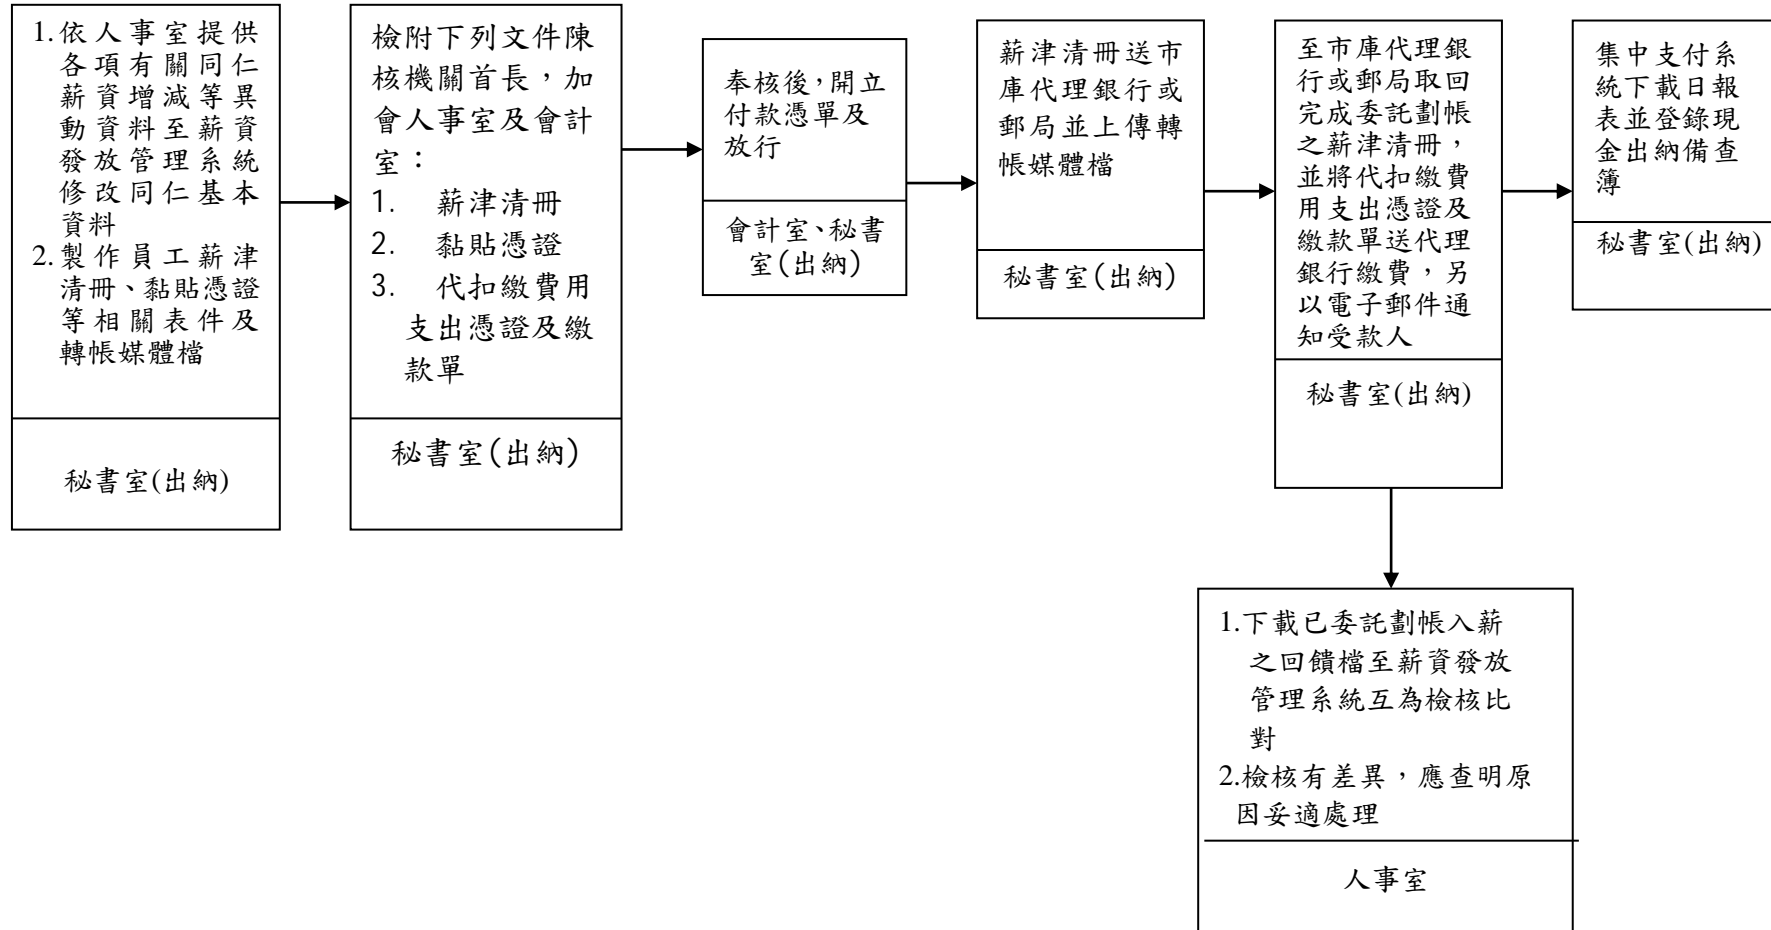 1.依人事室提供
各項有關同仁
薪資增減等異
動資料至薪資
發放管理系統
修改同仁基本
資料
2.製作員工薪津
清冊、黏貼憑證
等相關表件及
轉帳媒體檔
秘書室(出納)
檢附下列文件陳
核機關首長，加
會人事室及會計
室：
1. 薪津清冊
2. 黏貼憑證
3. 代扣繳費用
支出憑證及繳
款單
秘書室(出納)
奉核後，開立
付款憑單及
放行
會計室、秘書
室(出納)
薪津清冊送市
庫代理銀行或
郵局並上傳轉
帳媒體檔
秘書室(出納)
至市庫代理銀
行或郵局取回
完成委託劃帳
之薪津清冊，
並將代扣繳費
用支出憑證及
繳款單送代理
銀行繳費，另
以電子郵件通
知受款人
秘書室(出納)
集中支付系
統下載日報
表並登錄現
金出納備查
簿
秘書室(出納)
1.下載已委託劃帳入薪
之回饋檔至薪資發放
管理系統互為檢核比
對
2.檢核有差異，應查明原
因妥適處理
人事室